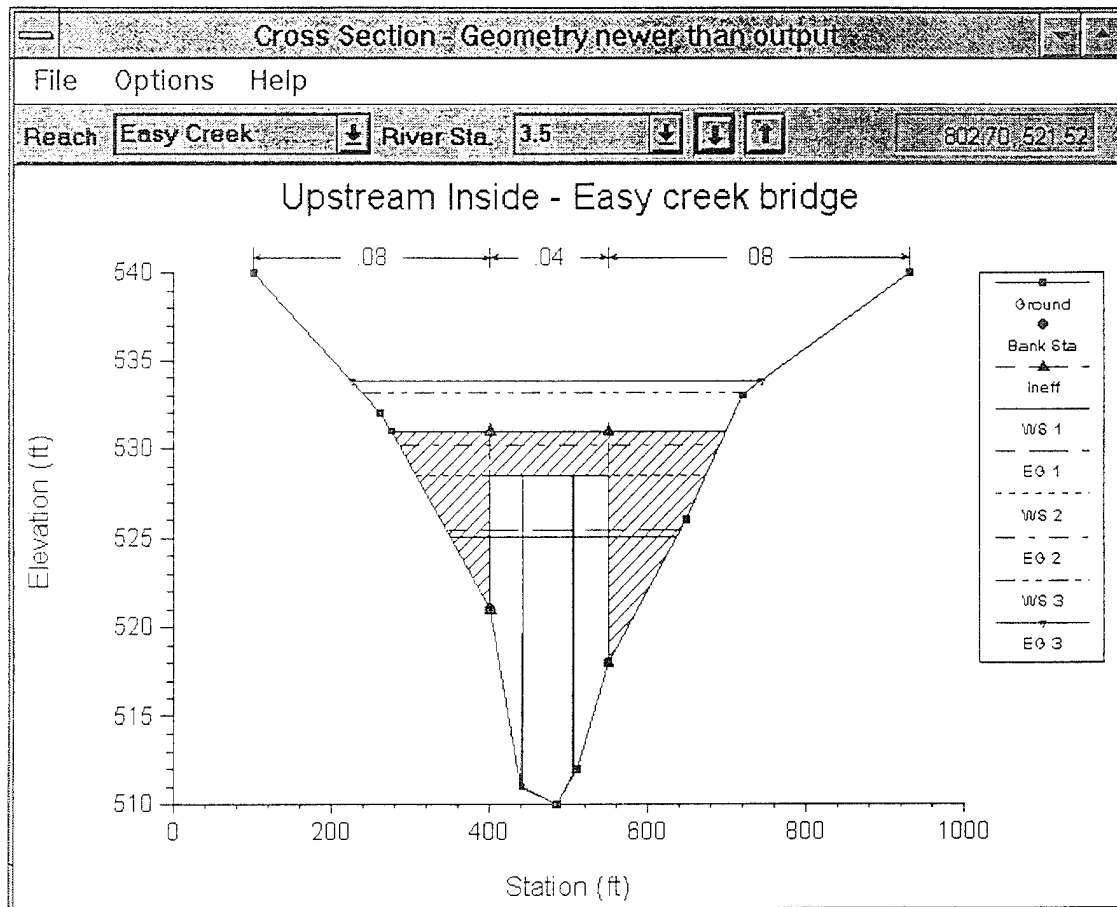 Cross Section - Geometry newer than output
File Options Help
Reach Easy Creek River Sta. 3.5 802.70, 521.52
Upstream Inside - Easy creek bridge
.08 .04 08
540
535
530
525
520
515
510
Elevation (ft)
0 200 400 600 800 1000
Station (ft)
Ground
Bank Sta
Ineff
WS 1
EG 1
WS 2
EG 2
WS 3
EG 3